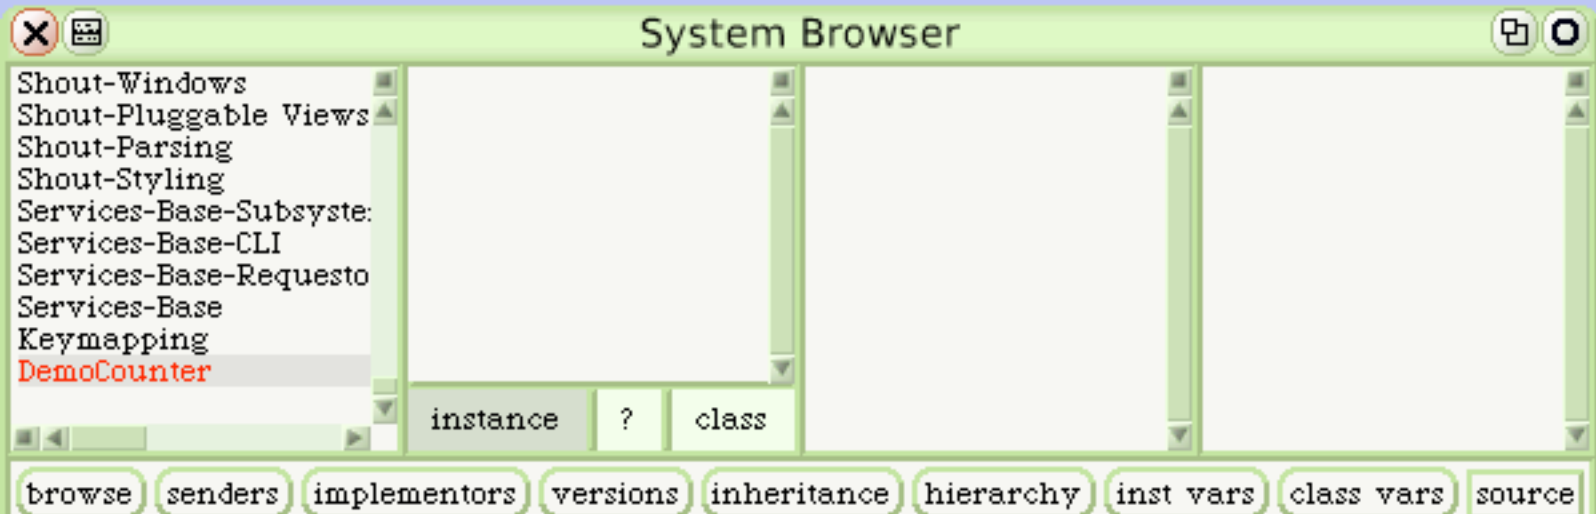 System Browser
Shout-Windows
Shout-Pluggable Views
Shout-Parsing
Shout-Styling
Services-Base-Subsyste
Services-Base-CLI
Services-Base-Requesto
Services-Base
Keymapping
DemoCounter
instance ? class
browse senders implementors versions inheritance hierarchy inst vars class vars source